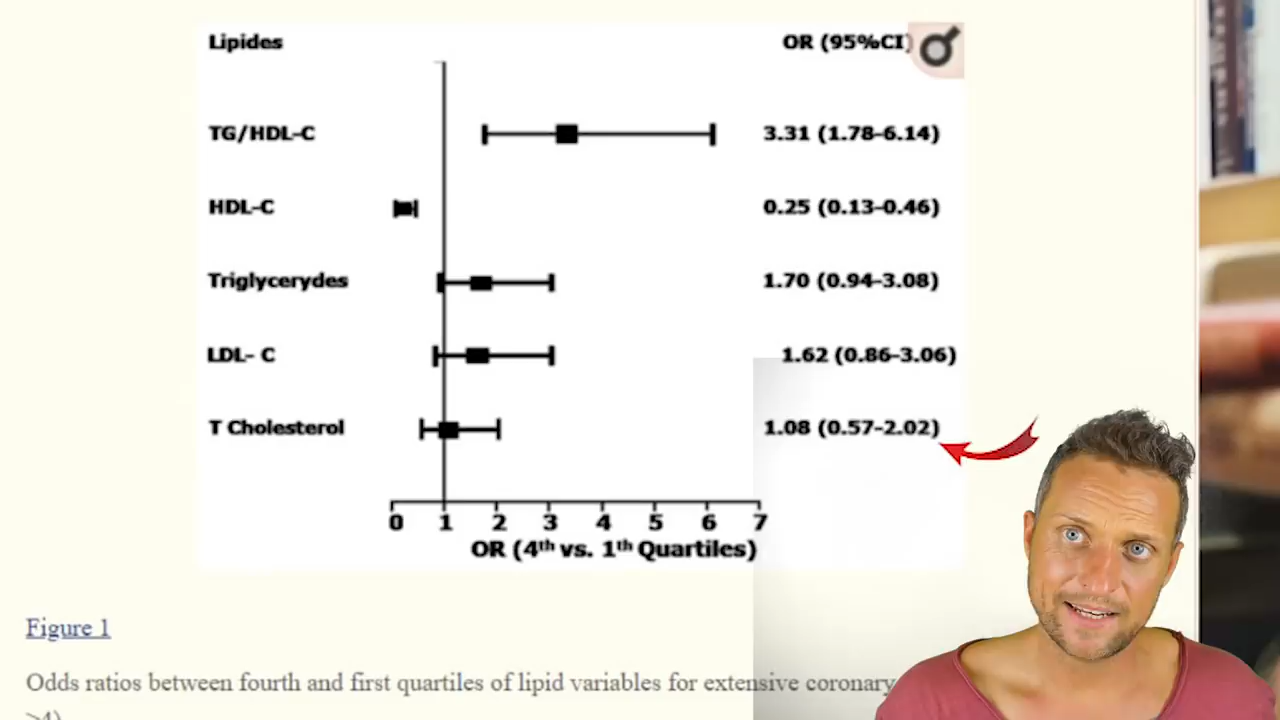 Lipides OR (95%CI)
TG/HDL-C 3.31 (1.78-6.14)
HDL-C 0.25 (0.13-0.46)
Triglycerydes 1.70 (0.94-3.08)
LDL- C 1.62 (0.86-3.06)
T Cholesterol 1.08 (0.57-2.02)
0 1 2 3 4 5 6 7
OR (4th vs. 1th Quartiles)
Figure 1
Odds ratios between fourth and first quartiles of lipid variables for extensive coronary
>4)